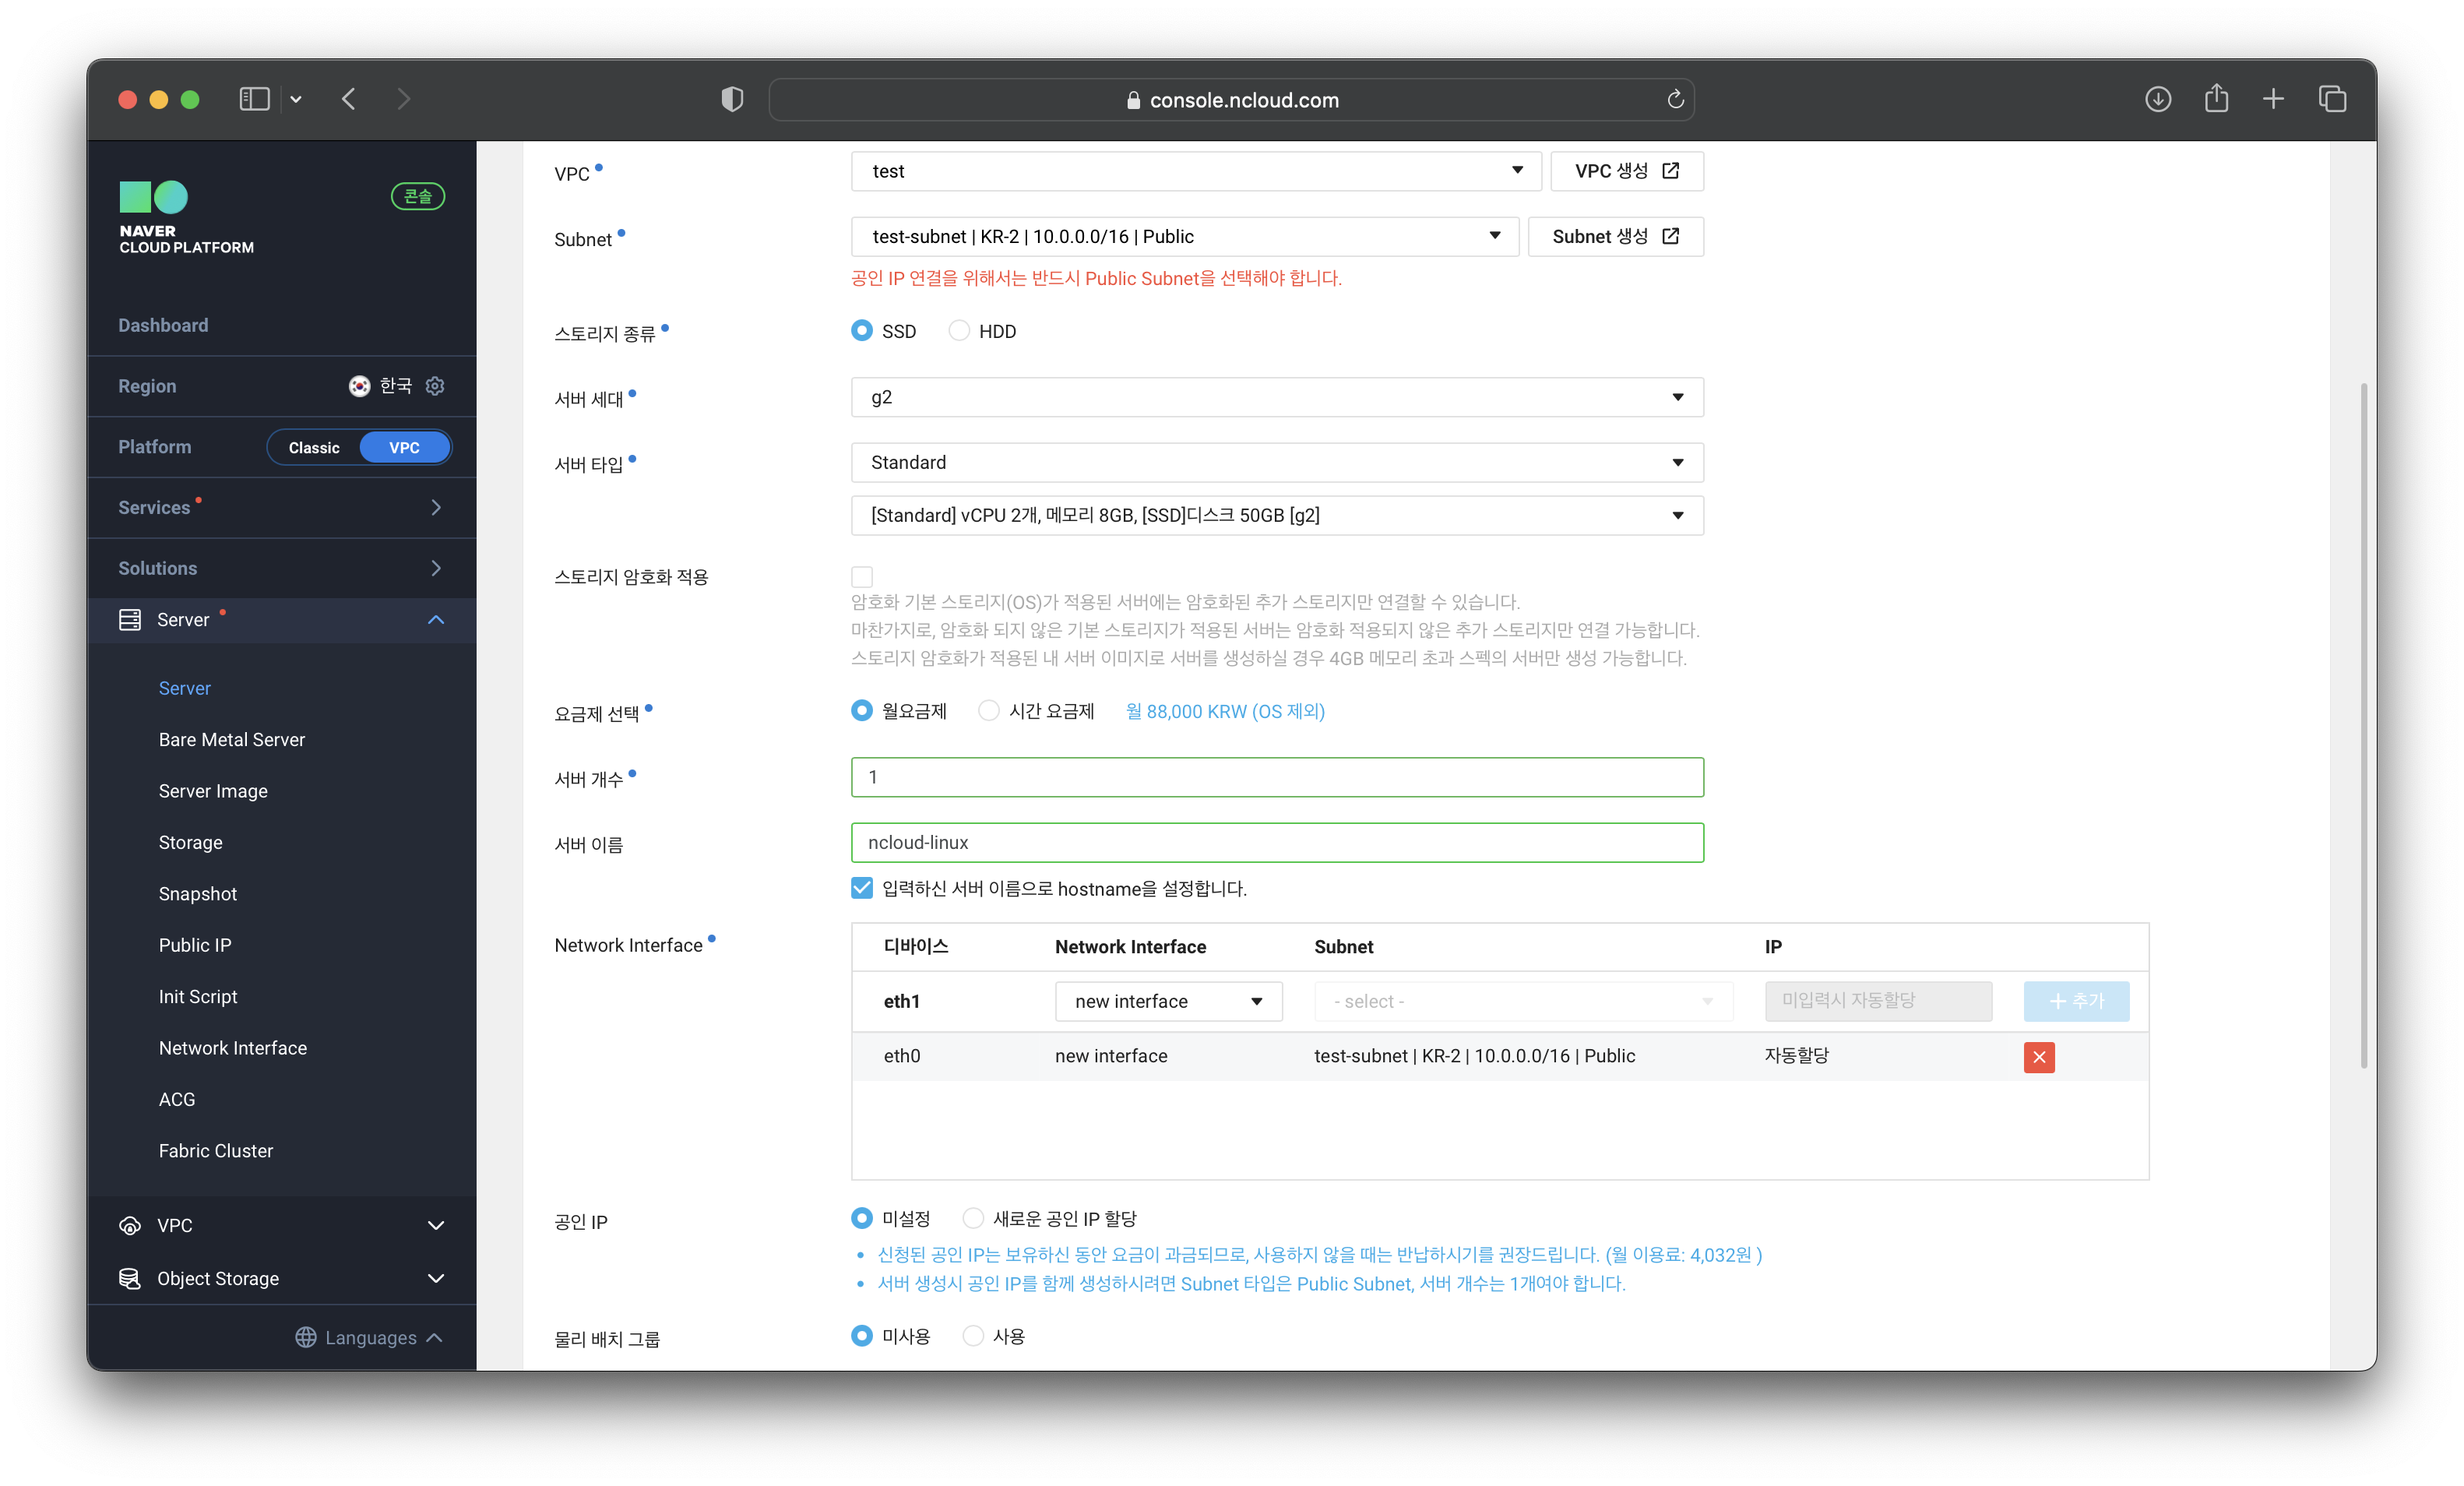 console.ncloud.com
NAVER
CLOUD PLATFORM
콘솔
Dashboard
Region 한국
Platform Classic VPC
Services
Solutions
Server
Server
Bare Metal Server
Server Image
Storage
Snapshot
Public IP
Init Script
Network Interface
ACG
Fabric Cluster
VPC
Object Storage
Languages
VPC test VPC 생성
Subnet test-subnet | KR-2 | 10.0.0.0/16 | Public Subnet 생성
공인 IP 연결을 위해서는 반드시 Public Subnet을 선택해야 합니다.
스토리지 종류 SSD HDD
서버 세대 g2
서버 타입 Standard
[Standard] vCPU 2개, 메모리 8GB, [SSD]디스크 50GB [g2]
스토리지 암호화 적용
암호화 기본 스토리지(OS)가 적용된 서버에는 암호화된 추가 스토리지만 연결할 수 있습니다.
마찬가지로, 암호화 되지 않은 기본 스토리지가 적용된 서버는 암호화 적용되지 않은 추가 스토리지만 연결 가능합니다.
스토리지 암호화가 적용된 내 서버 이미지로 서버를 생성하실 경우 4GB 메모리 초과 스펙의 서버만 생성 가능합니다.
요금제 선택 월요금제 시간 요금제 월 88,000 KRW (OS 제외)
서버 개수 1
서버 이름 ncloud-linux
입력하신 서버 이름으로 hostname을 설정합니다.
Network Interface
디바이스 Network Interface Subnet IP
eth1 new interface - select - 미입력시 자동할당 + 추가
eth0 new interface test-subnet | KR-2 | 10.0.0.0/16 | Public 자동할당
공인 IP 미설정 새로운 공인 IP 할당
• 신청된 공인 IP는 보유하신 동안 요금이 과금되므로, 사용하지 않을 때는 반납하시기를 권장드립니다. (월 이용료: 4,032원 )
• 서버 생성시 공인 IP를 함께 생성하시려면 Subnet 타입은 Public Subnet, 서버 개수는 1개여야 합니다.
물리 배치 그룹 미사용 사용